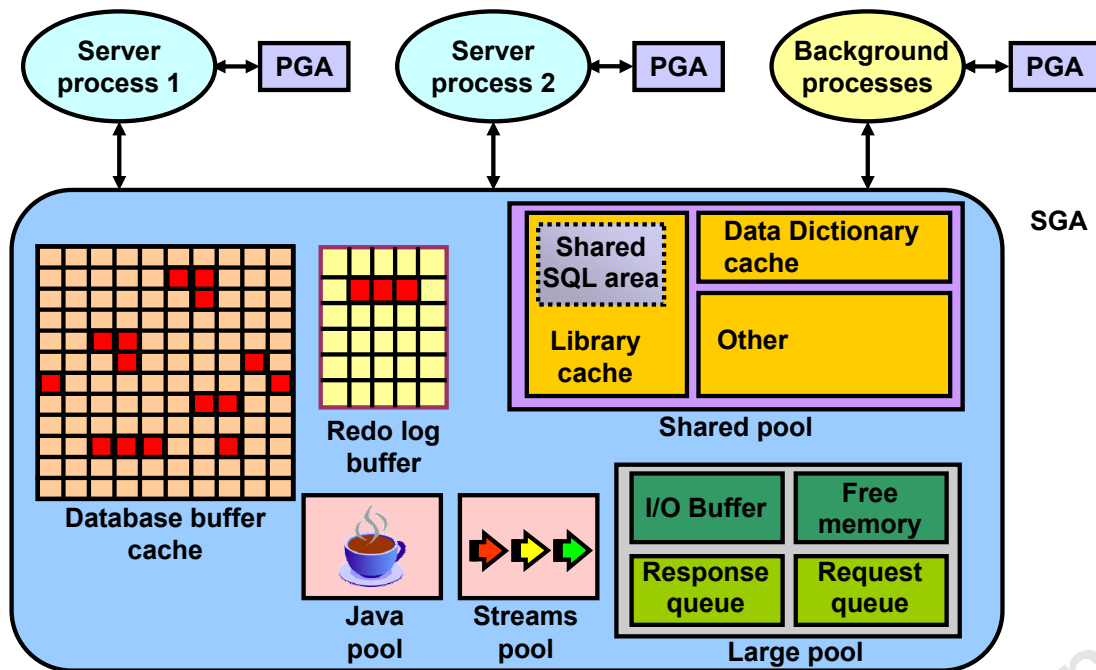 Server
process 1
PGA
Server
process 2
PGA
Background
processes
PGA
SGA
Shared
SQL area
Library
cache
Data Dictionary
cache
Other
Shared pool
Redo log
buffer
Database buffer
cache
Java
pool
Streams
pool
I/O Buffer
Free
memory
Response
queue
Request
queue
Large pool